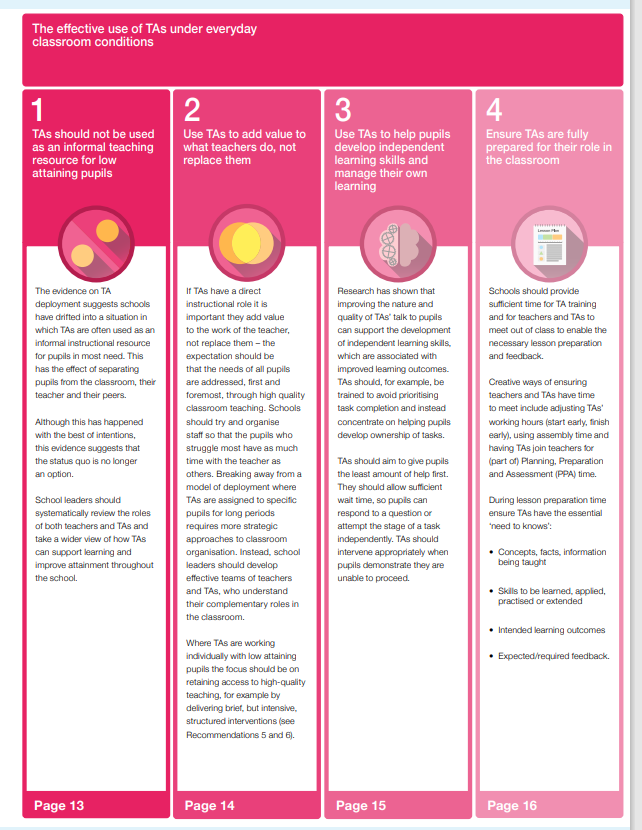 The effective use of TAs under everyday
classroom conditions
1
TAs should not be used
as an informal teaching
resource for low
attaining pupils
The evidence on TA
deployment suggests schools
have drifted into a situation in
which TAs are often used as an
informal instructional resource
for pupils in most need. This
has the effect of separating
pupils from the classroom, their
teacher and their peers.
Although this has happened
with the best of intentions,
this evidence suggests that
the status quo is no longer
an option.
School leaders should
systematically review the roles
of both teachers and TAs and
take a wider view of how TAs
can support learning and
improve attainment throughout
the school.
Page 13
2
Use TAs to add value to
what teachers do, not
replace them
If TAs have a direct
instructional role it is
important they add value
to the work of the teacher,
not replace them – the
expectation should be
that the needs of all pupils
are addressed, first and
foremost, through high quality
classroom teaching. Schools
should try and organise
staff so that the pupils who
struggle most have as much
time with the teacher as
others. Breaking away from a
model of deployment where
TAs are assigned to specific
pupils for long periods
requires more strategic
approaches to classroom
organisation. Instead, school
leaders should develop
effective teams of teachers
and TAs, who understand
their complementary roles in
the classroom.
Where TAs are working
individually with low attaining
pupils the focus should be on
retaining access to high-quality
teaching, for example by
delivering brief, but intensive,
structured interventions (see
Recommendations 5 and 6).
Page 14
3
Use TAs to help pupils
develop independent
learning skills and
manage their own
learning
Research has shown that
improving the nature and
quality of TAs' talk to pupils
can support the development
of independent learning skills,
which are associated with
improved learning outcomes.
TAs should, for example, be
trained to avoid prioritising
task completion and instead
concentrate on helping pupils
develop ownership of tasks.
TAs should aim to give pupils
the least amount of help first.
They should allow sufficient
wait time, so pupils can
respond to a question or
attempt the stage of a task
independently. TAs should
intervene appropriately when
pupils demonstrate they are
unable to proceed.
Page 15
4
Ensure TAs are fully
prepared for their role in
the classroom
Lesson Plan
Schools should provide
sufficient time for TA training
and for teachers and TAs to
meet out of class to enable the
necessary lesson preparation
and feedback.
Creative ways of ensuring
teachers and TAs have time
to meet include adjusting TAs'
working hours (start early, finish
early), using assembly time and
having TAs join teachers for
(part of) Planning, Preparation
and Assessment (PPA) time.
During lesson preparation time
ensure TAs have the essential
'need to knows':
• Concepts, facts, information
being taught
• Skills to be learned, applied,
practised or extended
• Intended learning outcomes
• Expected/required feedback.
Page 16